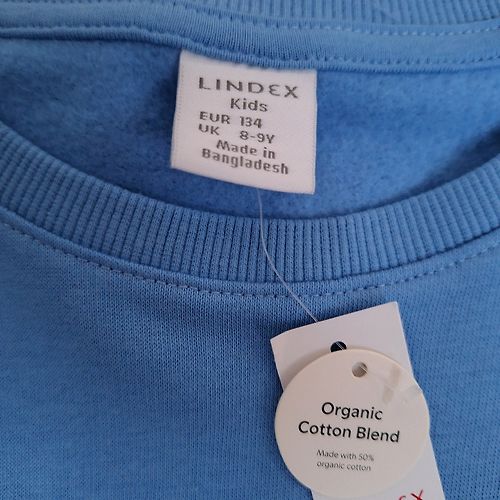 LINDEX
Kids
EUR 134
UK 8-9Y
Made in
Bangladesh
Organic
Cotton Blend
Made with 50%
organic cotton